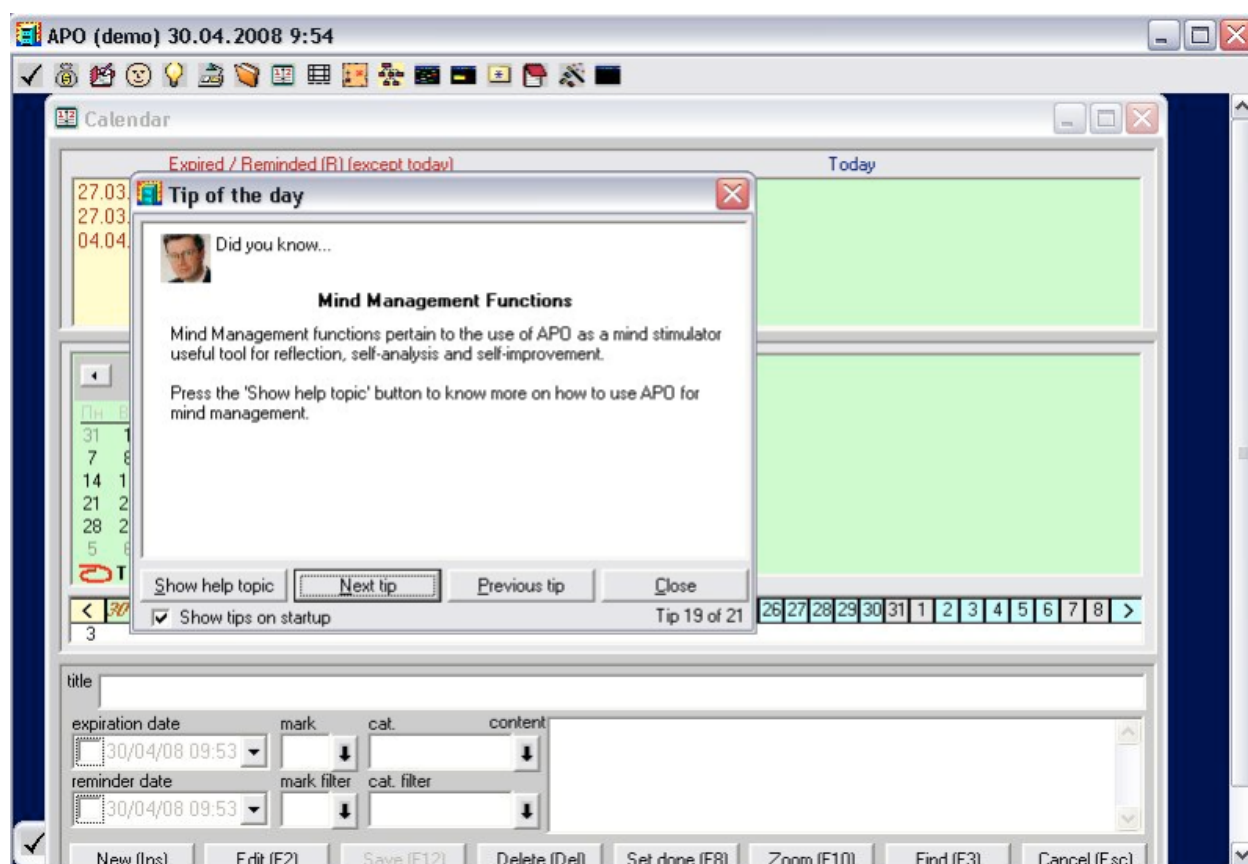 APO (demo) 30.04.2008 9:54
Calendar
Expired / Reminded (R) (except today)
Today
27.03.
27.03.
04.04.
Tip of the day
Did you know...
Mind Management Functions
Mind Management functions pertain to the use of APO as a mind stimulator
useful tool for reflection, self-analysis and self-improvement.
Press the 'Show help topic' button to know more on how to use APO for
mind management.
Show help topic Next tip Previous tip Close
Show tips on startup Tip 19 of 21
Пн В
31 1
7 8
14 1
21 2
28 2
5 6
T
< 30 26 27 28 29 30 31 1 2 3 4 5 6 7 8 >
3
title
expiration date mark cat. content
30/04/08 09:53
reminder date mark filter cat. filter
30/04/08 09:53
New (Ins) Edit (F2) Save (F12) Delete (Del) Set done (F8) Zoom (F10) Find (F3) Cancel (Esc)